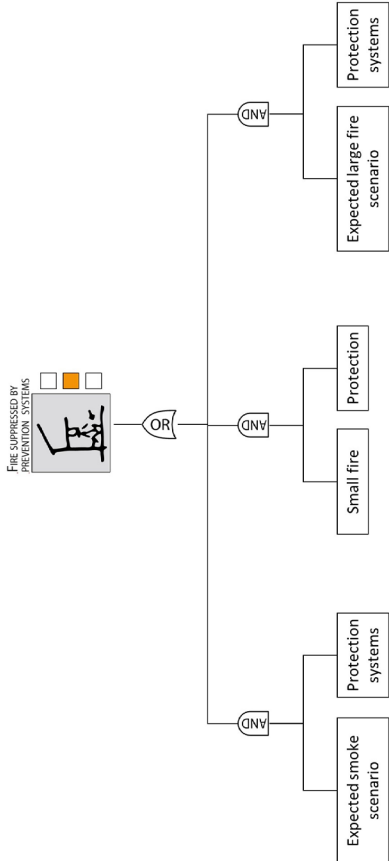 FIRE SUPPRESSED BY
PREVENTION SYSTEMS
OR
AND
AND
AND
Expected smoke
scenario
Protection
systems
Small fire
Protection
Expected large fire
scenario
Protection
systems